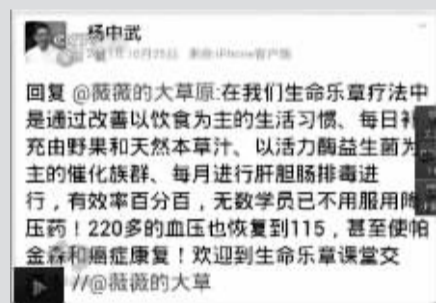 杨中武
回复 @薇薇的大草原:在我们生命乐章疗法中
是通过改善以饮食为主的生活习惯、每日补
充由野果和天然本草汁、以活力酶益生菌为
主的催化族群、每月进行肝胆肠排毒进
行，有效率百分百，无数学员已不用服用降
压药！220多的血压也恢复到115，甚至使帕
金森和癌症康复！欢迎到生命乐章课堂交
//@薇薇的大草